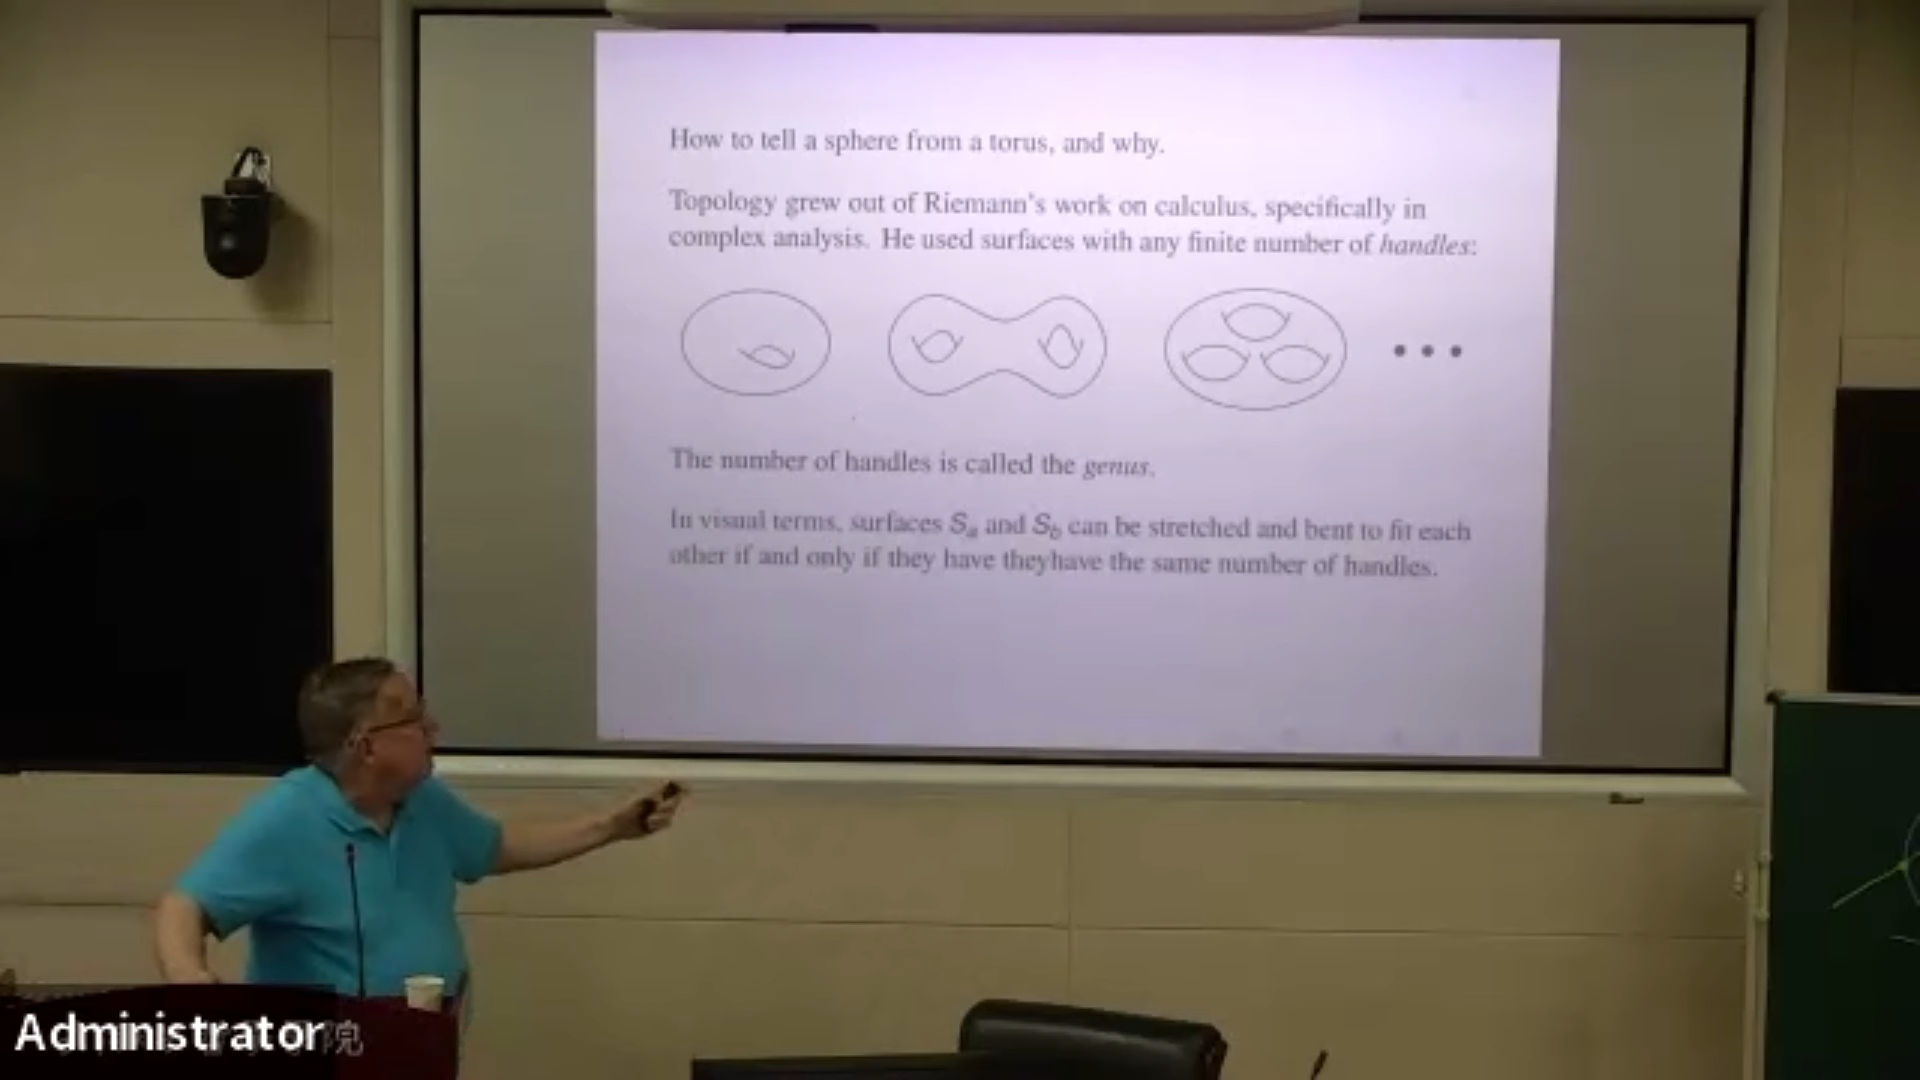 How to tell a sphere from a torus, and why.
Topology grew out of Riemann's work on calculus, specifically in
complex analysis. He used surfaces with any finite number of handles:
The number of handles is called the genus.
In visual terms, surfaces Sₐ and S_b can be stretched and bent to fit each
other if and only if they have theyhave the same number of handles.
Administrator
院